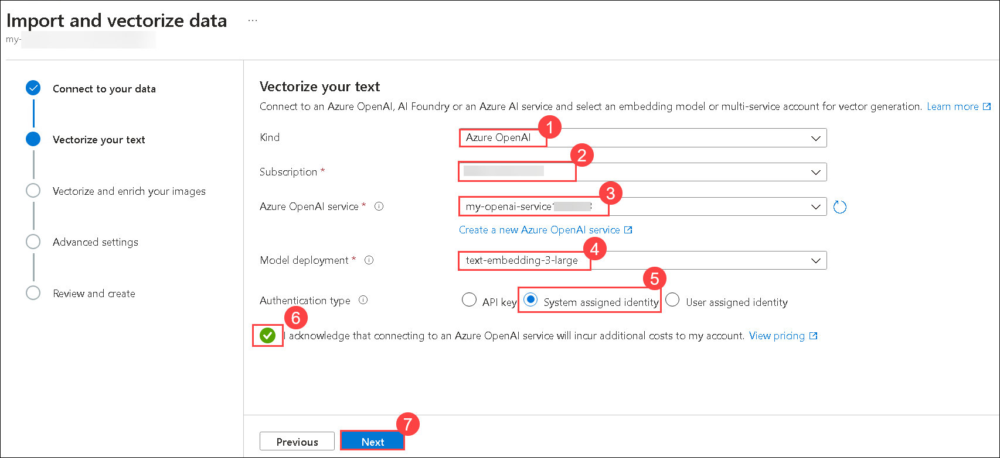 Import and vectorize data ...
my-
Connect to your data
Vectorize your text
Vectorize and enrich your images
Advanced settings
Review and create
Vectorize your text
Connect to an Azure OpenAI, AI Foundry or an Azure AI service and select an embedding model or multi-service account for vector generation. Learn more
1
Kind
Azure OpenAI
2
Subscription *
3
Azure OpenAI service *
my-openai-service
Create a new Azure OpenAI service
4
Model deployment *
text-embedding-3-large
5
Authentication type
API key
System assigned identity
User assigned identity
6
I acknowledge that connecting to an Azure OpenAI service will incur additional costs to my account. View pricing
7
Previous
Next